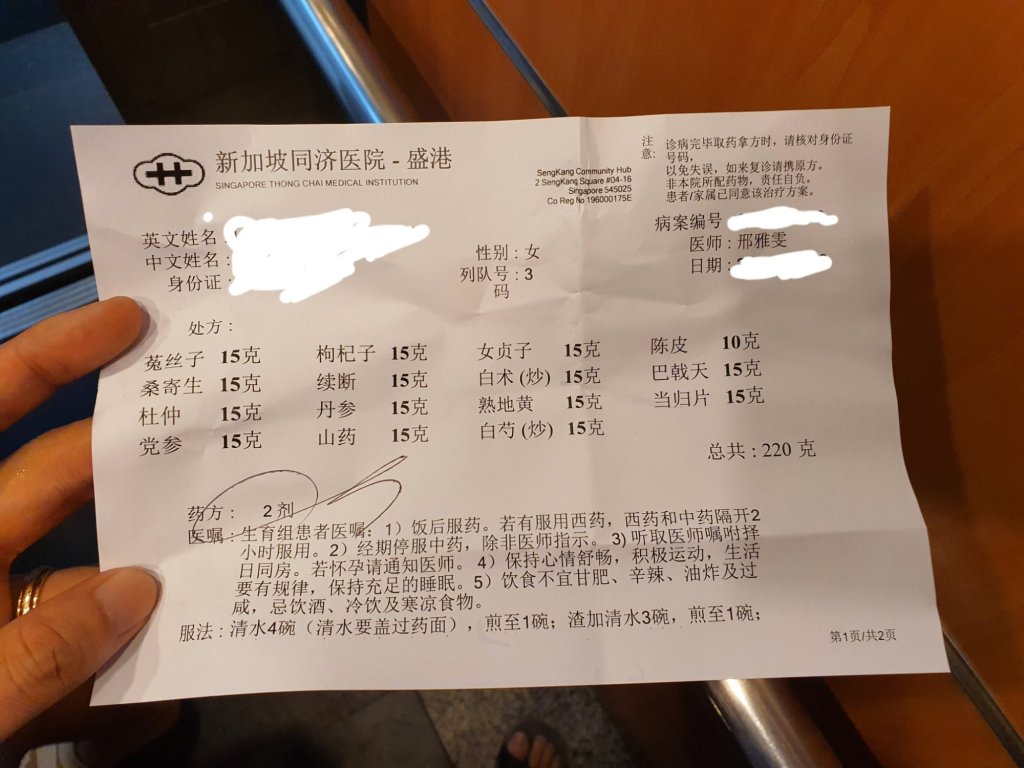 新加坡同济医院 - 盛港
SINGAPORE THONG CHAI MEDICAL INSTITUTION
SengKang Community Hub
2 SengKang Square #04-16
Singapore 545025
Co Reg No 196000175E
注意: 诊病完毕取药拿方时，请核对身份证
号码，
以免失误，如来复诊请携原方。
非本院所配药物，责任自负。
患者/家属已同意该治疗方案。
英文姓名 :
中文姓名 :
身份证 :
性别 : 女
列队号码 : 3
病案编号
医师 : 邢雅雯
日期 :
处方 :
菟丝子 15克 枸杞子 15克 女贞子 15克 陈皮 10克
桑寄生 15克 续断 15克 白术 (炒) 15克 巴戟天 15克
杜仲 15克 丹参 15克 熟地黄 15克 当归片 15克
党参 15克 山药 15克 白芍 (炒) 15克
总共 : 220 克
药方 : 2 剂
医嘱 : 生育组患者医嘱：1）饭后服药。若有服用西药，西药和中药隔开2
小时服用。2）经期停服中药，除非医师指示。3) 听取医师嘱咐择
日同房。若怀孕请通知医师。4）保持心情舒畅，积极运动，生活
要有规律，保持充足的睡眠。5）饮食不宜甘肥、辛辣、油炸及过
咸，忌饮酒、冷饮及寒凉食物。
服法 : 清水4碗（清水要盖过药面），煎至1碗；渣加清水3碗，煎至1碗；
第1页/共2页